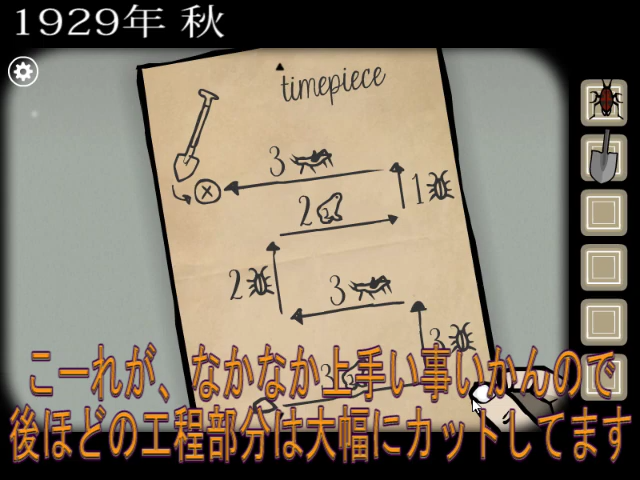 1929年 秋
timepiece
3
1
2
2
3
3
3
こーれが、なかなか上手い事いかんので
後ほどの工程部分は大幅にカットしてます